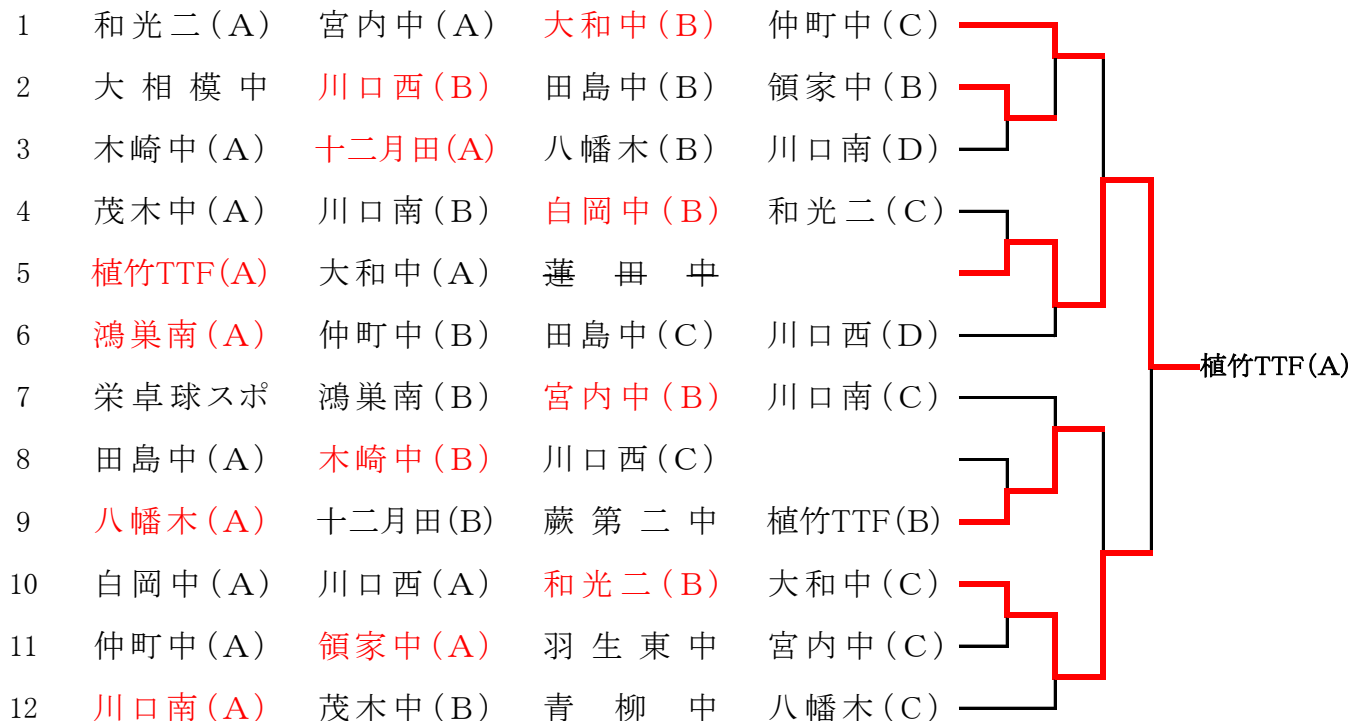 1 和光二(A) 宮内中(A) 大和中(B) 仲町中(C)
2 大相模中 川口西(B) 田島中(B) 領家中(B)
3 木崎中(A) 十二月田(A) 八幡木(B) 川口南(D)
4 茂木中(A) 川口南(B) 白岡中(B) 和光二(C)
5 植竹TTF(A) 大和中(A) 蓮田中
6 鴻巣南(A) 仲町中(B) 田島中(C) 川口西(D)
植竹TTF(A)
7 栄卓球スポ 鴻巣南(B) 宮内中(B) 川口南(C)
8 田島中(A) 木崎中(B) 川口西(C)
9 八幡木(A) 十二月田(B) 蕨第二中 植竹TTF(B)
10 白岡中(A) 川口西(A) 和光二(B) 大和中(C)
11 仲町中(A) 領家中(A) 羽生東中 宮内中(C)
12 川口南(A) 茂木中(B) 青柳中 八幡木(C)